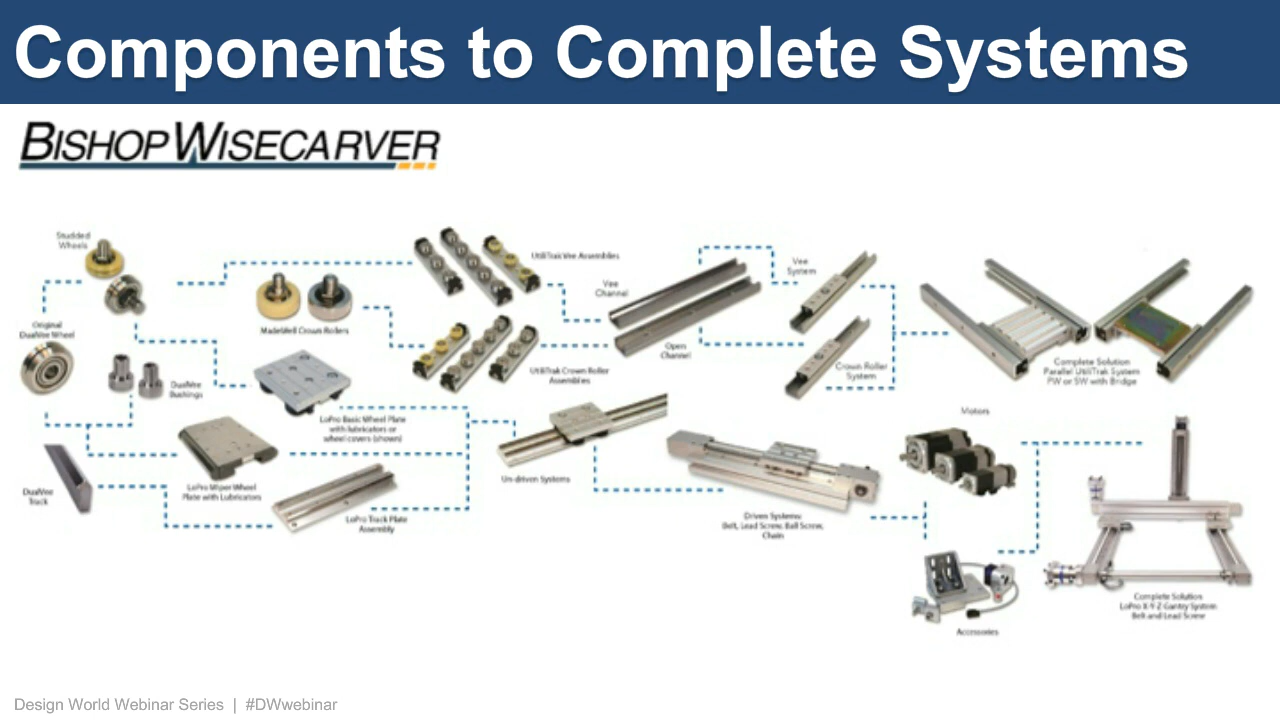 Components to Complete Systems
BISHOP WISECARVER
Studded
Wheels
Original
DualVee Wheel
DualVee
Bushings
DualVee
Track
MadeWell Crown Rollers
LoPro Basic Wheel Plate
with lubricators or
wheel covers (shown)
LoPro Wiper Wheel
Plate with Lubricators
LoPro Track Plate
Assembly
UtiliTrak Vee Assemblies
UtiliTrak Crown Roller
Assemblies
Vee
Channel
Open
Channel
Vee
System
Crown Roller
System
Complete Solution
Parallel UtiliTrak System
PW or SW with Bridge
Un-driven Systems
Driven Systems:
Belt, Lead Screw, Ball Screw,
Chain
Motors
Accessories
Complete Solution
LoPro X-Y-Z Gantry System
Belt and Lead Screw
Design World Webinar Series | #DWwebinar